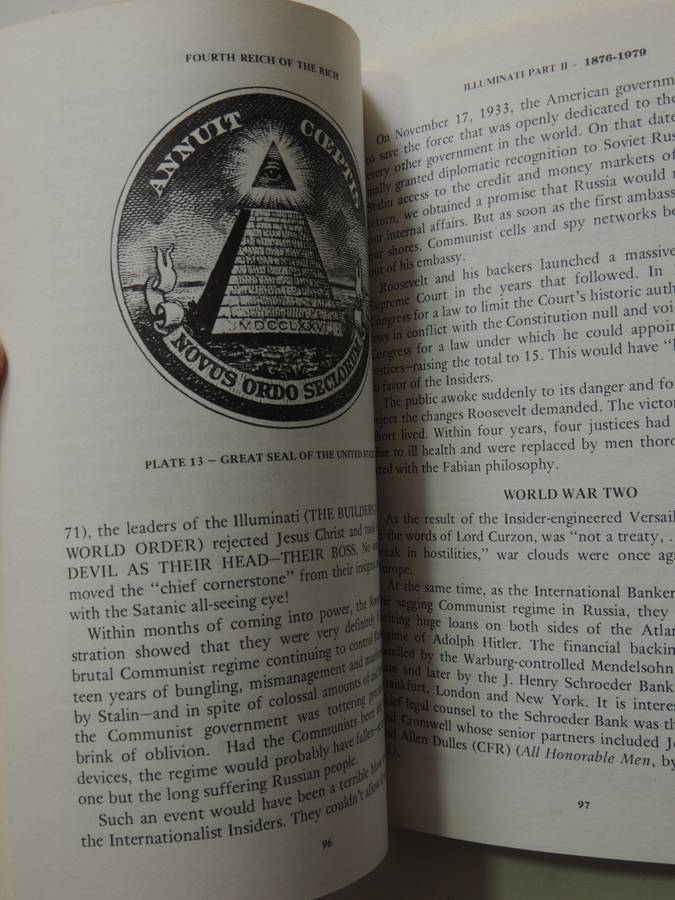 FOURTH REICH OF THE RICH
ANNUIT COEPTIS
MDCCLXXVI
NOVUS ORDO SECLORUM
PLATE 13 — GREAT SEAL OF THE UNITED
71), the leaders of the Illuminati (THE BUILDERS
WORLD ORDER) rejected Jesus Christ and
DEVIL AS THEIR HEAD—THEIR BOSS. No
moved the "chief cornerstone" from their insignia
with the Satanic all-seeing eye!
Within months of coming into power, the
stration showed that they were very definitely
brutal Communist regime continuing to control
teen years of bungling, mismanagement and
by Stalin—and in spite of colossal amounts of
the Communist government was tottering
brink of oblivion. Had the Communists been
devices, the regime would probably have fallen
one but the long suffering Russian people.
Such an event would have been a terrible blow
the Internationalist Insiders. They couldn't allow
96
ILLUMINATI PART II - 1876-1979
On November 17, 1933, the American governm
to save the force that was openly dedicated to the
every other government in the world. On that date
nally granted diplomatic recognition to Soviet Rus
Stalin access to the credit and money markets of
return, we obtained a promise that Russia would
our internal affairs. But as soon as the first ambass
our shores, Communist cells and spy networks be
out of his embassy.
Roosevelt and his backers launched a massive
Supreme Court in the years that followed. In
Congress for a law to limit the Court's historic auth
laws in conflict with the Constitution null and voi
Congress for a law under which he could appoin
justices—raising the total to 15. This would have "
in favor of the Insiders.
The public awoke suddenly to its danger and fo
reject the changes Roosevelt demanded. The victor
short lived. Within four years, four justices had
due to ill health and were replaced by men thoro
ted with the Fabian philosophy.
WORLD WAR TWO
As the result of the Insider-engineered Versail
in the words of Lord Curzon, was "not a treaty, .
break in hostilities," war clouds were once aga
Europe.
At the same time, as the International Banker
the sagging Communist regime in Russia, they
writing huge loans on both sides of the Atlan
regime of Adolph Hitler. The financial backin
handled by the Warburg-controlled Mendelsohn
and later by the J. Henry Schroeder Bank
Frankfurt, London and New York. It is interes
chief legal counsel to the Schroeder Bank was th
and Cromwell whose senior partners included J
and Allen Dulles (CFR) (All Honorable Men, by
97